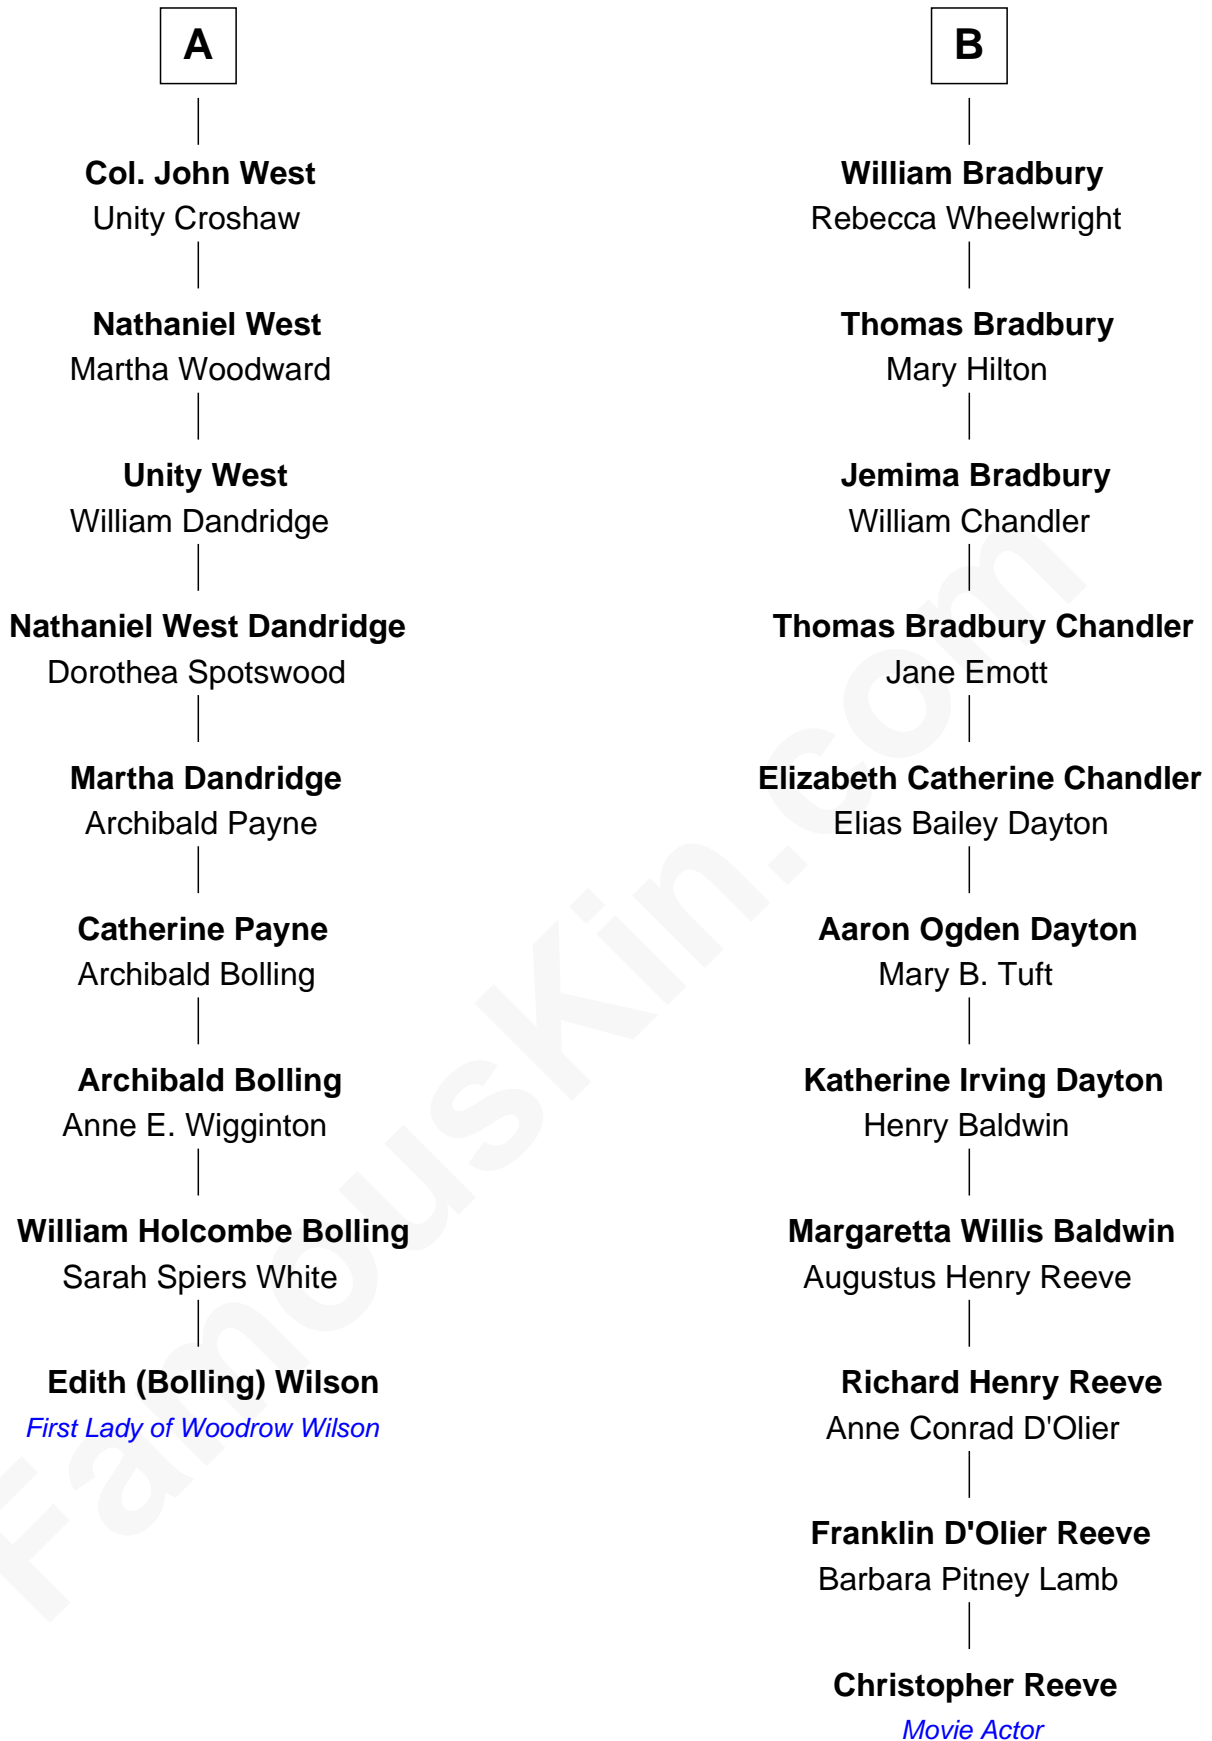 A
Col. John West
Unity Croshaw
Nathaniel West
Martha Woodward
Unity West
William Dandridge
Nathaniel West Dandridge
Dorothea Spotswood
Martha Dandridge
Archibald Payne
Catherine Payne
Archibald Bolling
Archibald Bolling
Anne E. Wigginton
William Holcombe Bolling
Sarah Spiers White
Edith (Bolling) Wilson
First Lady of Woodrow Wilson
B
William Bradbury
Rebecca Wheelwright
Thomas Bradbury
Mary Hilton
Jemima Bradbury
William Chandler
Thomas Bradbury Chandler
Jane Emott
Elizabeth Catherine Chandler
Elias Bailey Dayton
Aaron Ogden Dayton
Mary B. Tuft
Katherine Irving Dayton
Henry Baldwin
Margaretta Willis Baldwin
Augustus Henry Reeve
Richard Henry Reeve
Anne Conrad D'Olier
Franklin D'Olier Reeve
Barbara Pitney Lamb
Christopher Reeve
Movie Actor
FamousKin.com